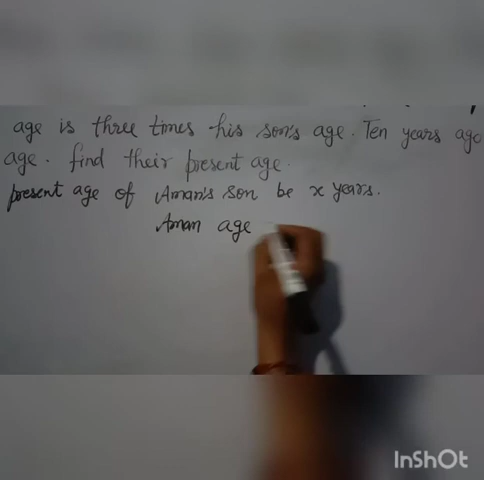 age is three times his son's age. Ten years ago
age. find their present age.
present age of Aman's son be x years.
Aman age
InShOt